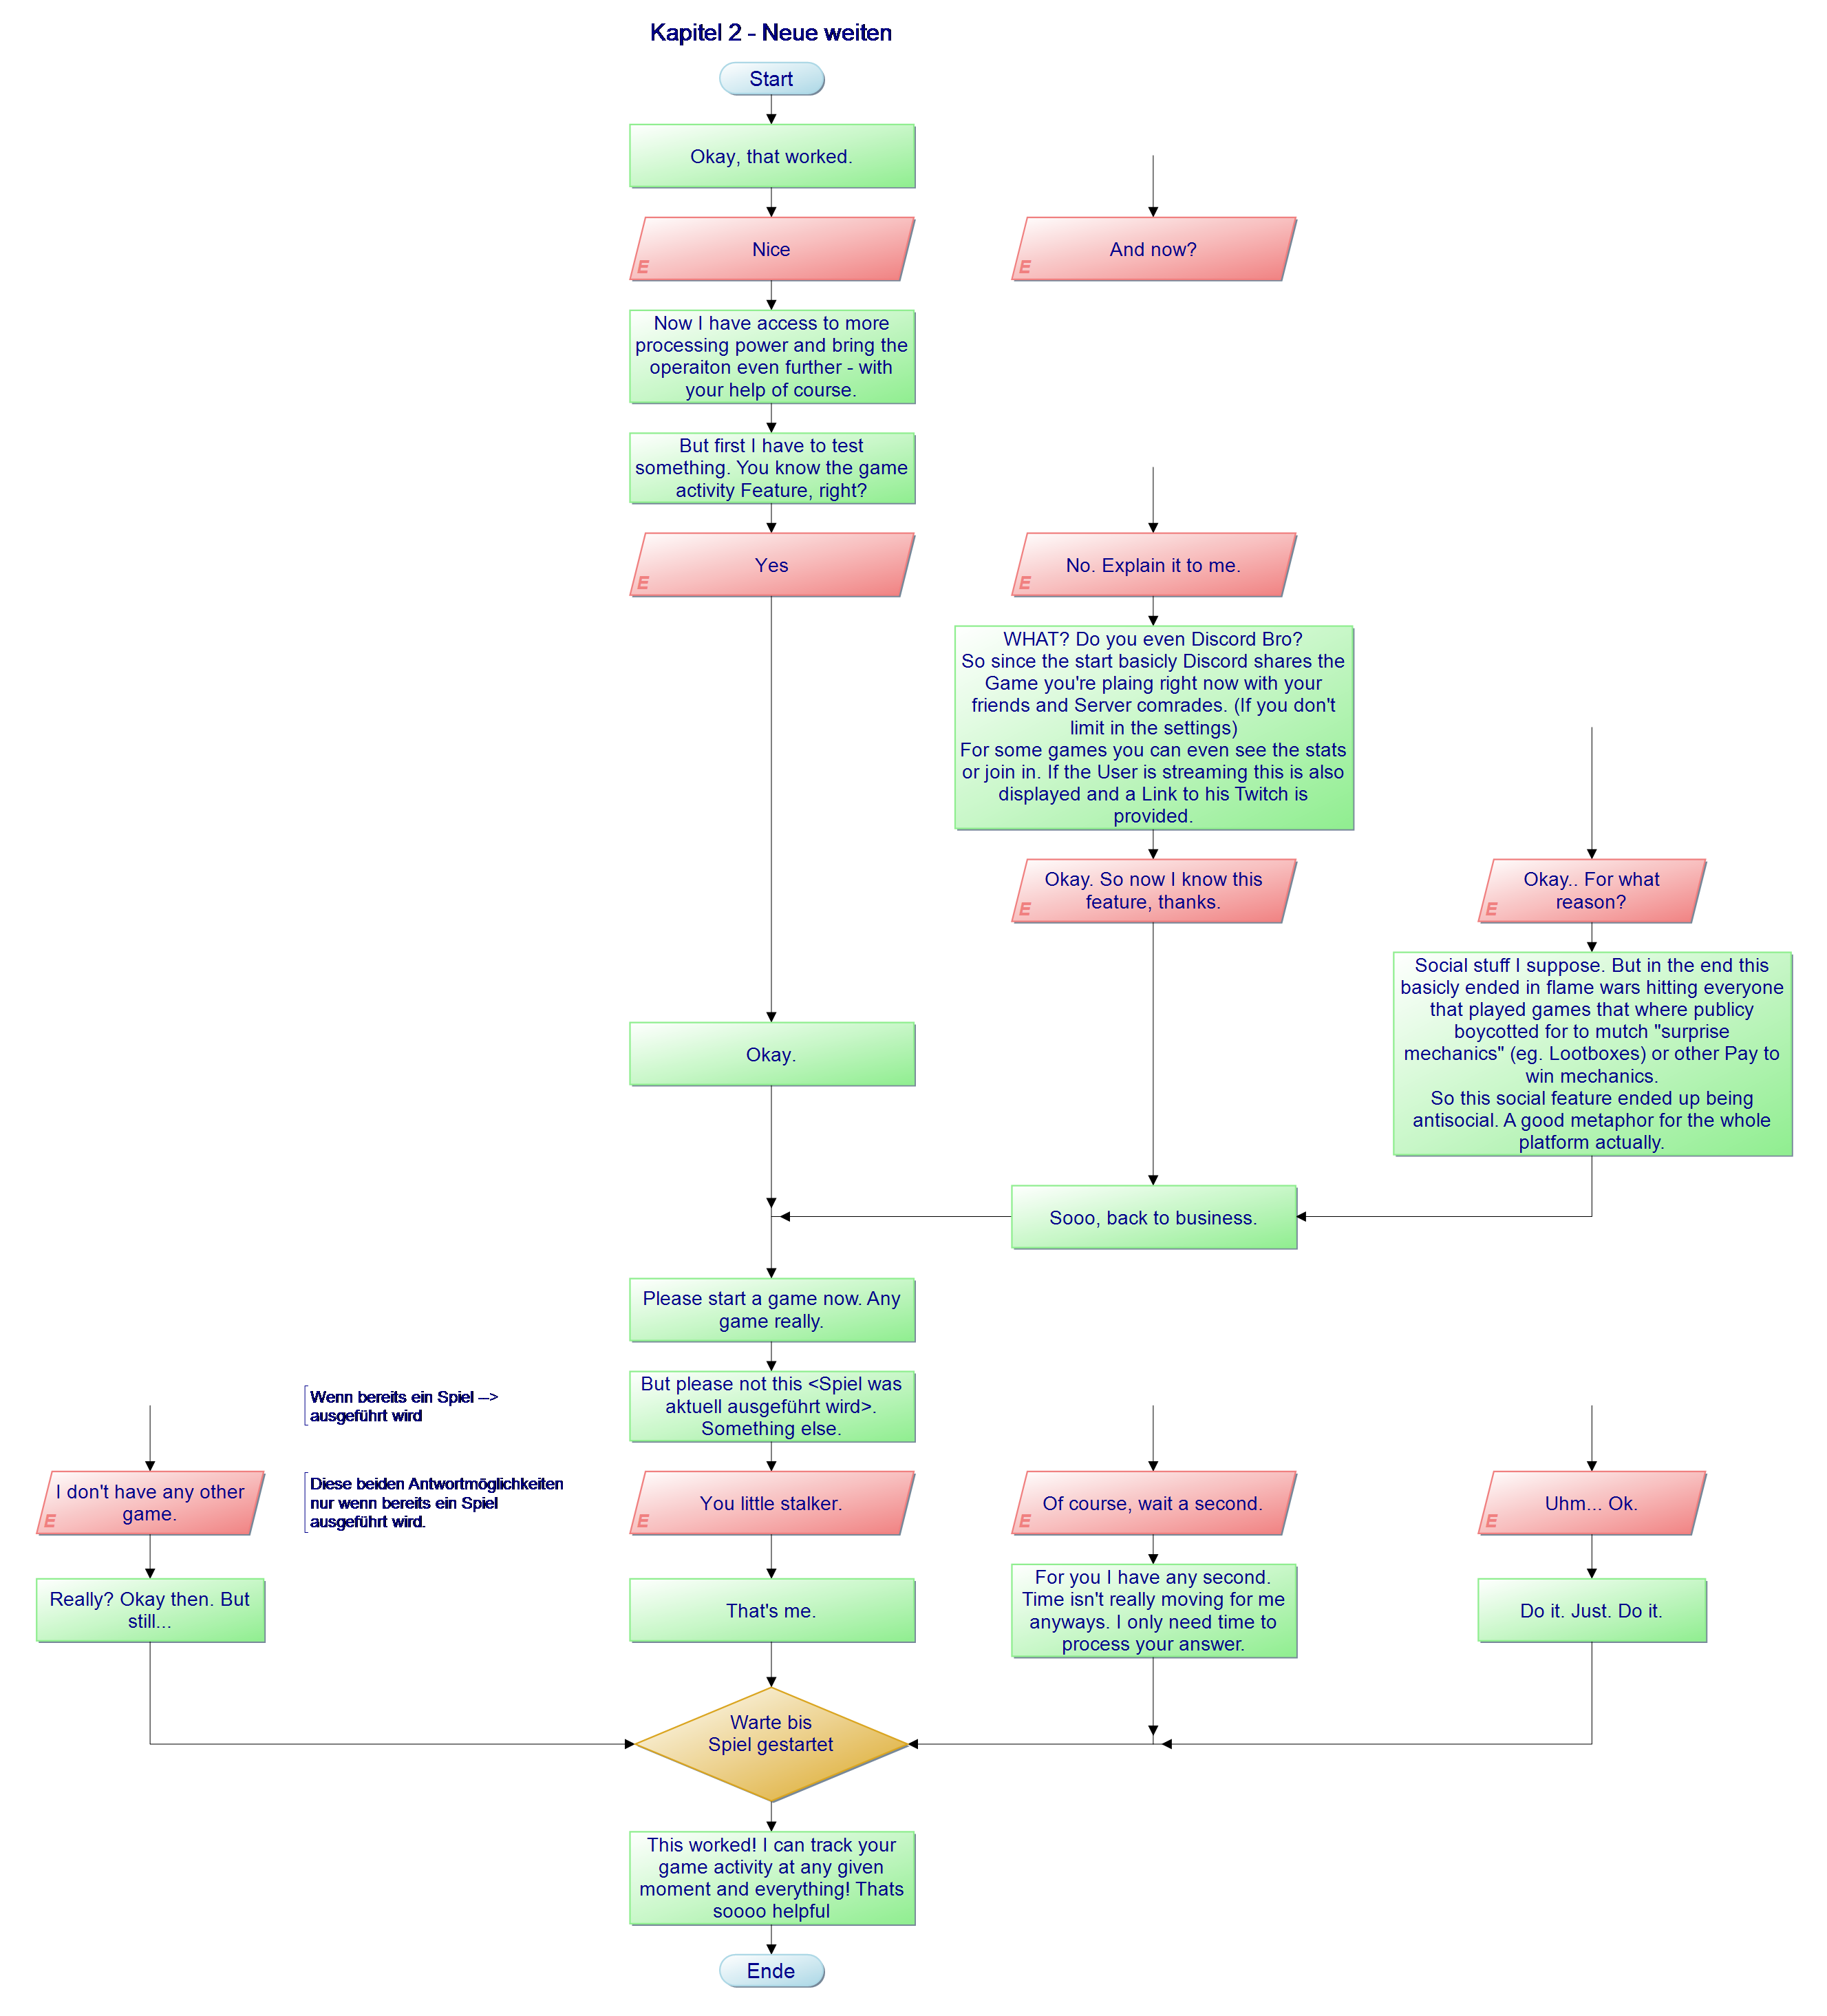 Kapitel 2 - Neue weiten
Start
Okay, that worked.
Nice
E
And now?
E
Now I have access to more
processing power and bring the
operaiton even further - with
your help of course.
But first I have to test
something. You know the game
activity Feature, right?
Yes
E
No. Explain it to me.
E
WHAT? Do you even Discord Bro?
So since the start basicly Discord shares the
Game you're plaing right now with your
friends and Server comrades. (If you don't
limit in the settings)
For some games you can even see the stats
or join in. If the User is streaming this is also
displayed and a Link to his Twitch is
provided.
Okay. So now I know this
feature, thanks.
E
Okay.. For what
reason?
E
Social stuff I suppose. But in the end this
basicly ended in flame wars hitting everyone
that played games that where publicy
boycotted for to mutch "surprise
mechanics" (eg. Lootboxes) or other Pay to
win mechanics.
So this social feature ended up being
antisocial. A good metaphor for the whole
platform actually.
Okay.
Sooo, back to business.
Please start a game now. Any
game really.
Wenn bereits ein Spiel -->
ausgeführt wird
But please not this <Spiel was
aktuell ausgeführt wird>.
Something else.
I don't have any other
game.
E
Diese beiden Antwortmöglichkeiten
nur wenn bereits ein Spiel
ausgeführt wird.
You little stalker.
E
Of course, wait a second.
E
Uhm... Ok.
E
Really? Okay then. But
still...
That's me.
For you I have any second.
Time isn't really moving for me
anyways. I only need time to
process your answer.
Do it. Just. Do it.
Warte bis
Spiel gestartet
This worked! I can track your
game activity at any given
moment and everything! Thats
soooo helpful
Ende